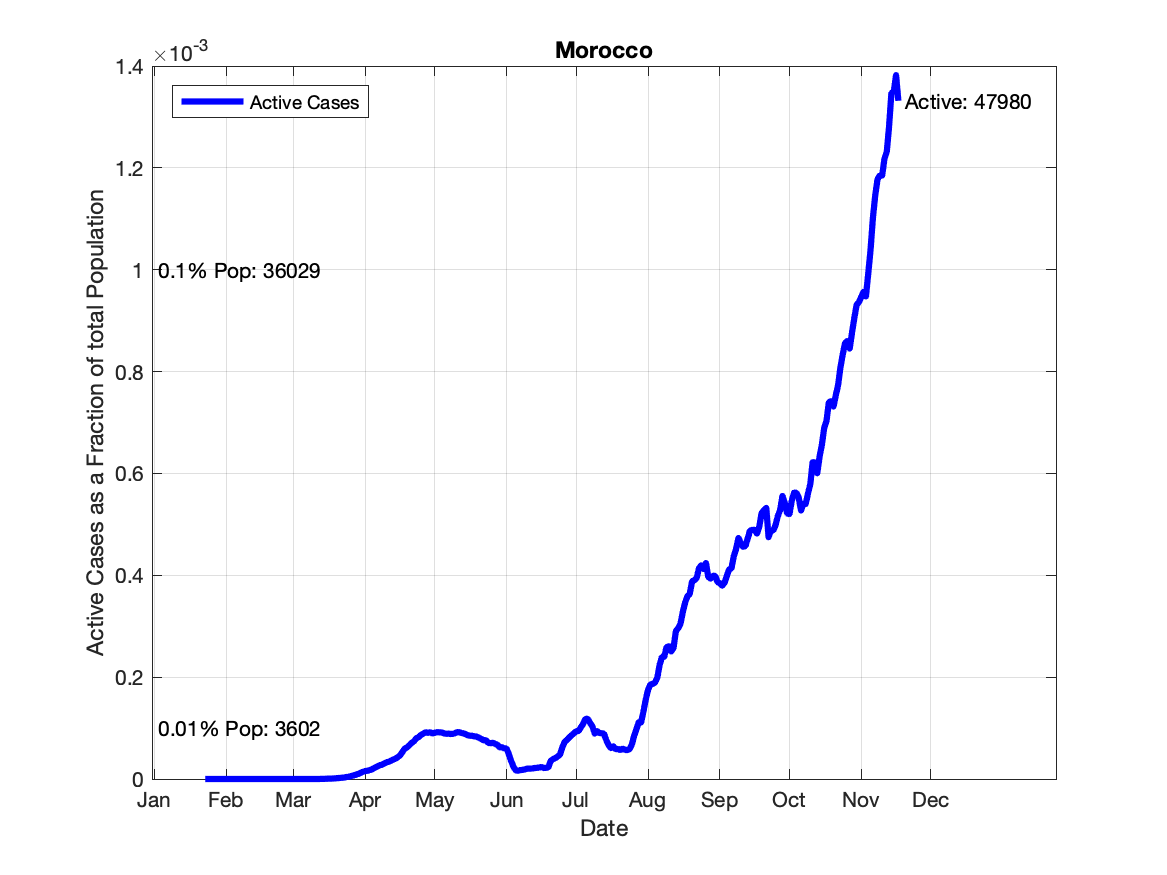 Morocco
×10-3
Active Cases
Active: 47980
0.1% Pop: 36029
0.01% Pop: 3602
1.4
1.2
1
0.8
0.6
0.4
0.2
0
Active Cases as a Fraction of total Population
Jan Feb Mar Apr May Jun Jul Aug Sep Oct Nov Dec
Date